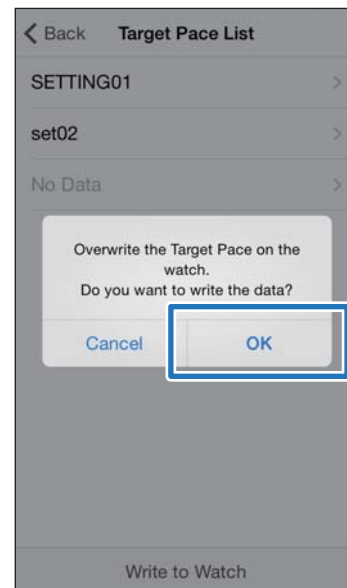 Back Target Pace List
SETTING01
set02
No Data
Overwrite the Target Pace on the
watch.
Do you want to write the data?
Cancel OK
Write to Watch